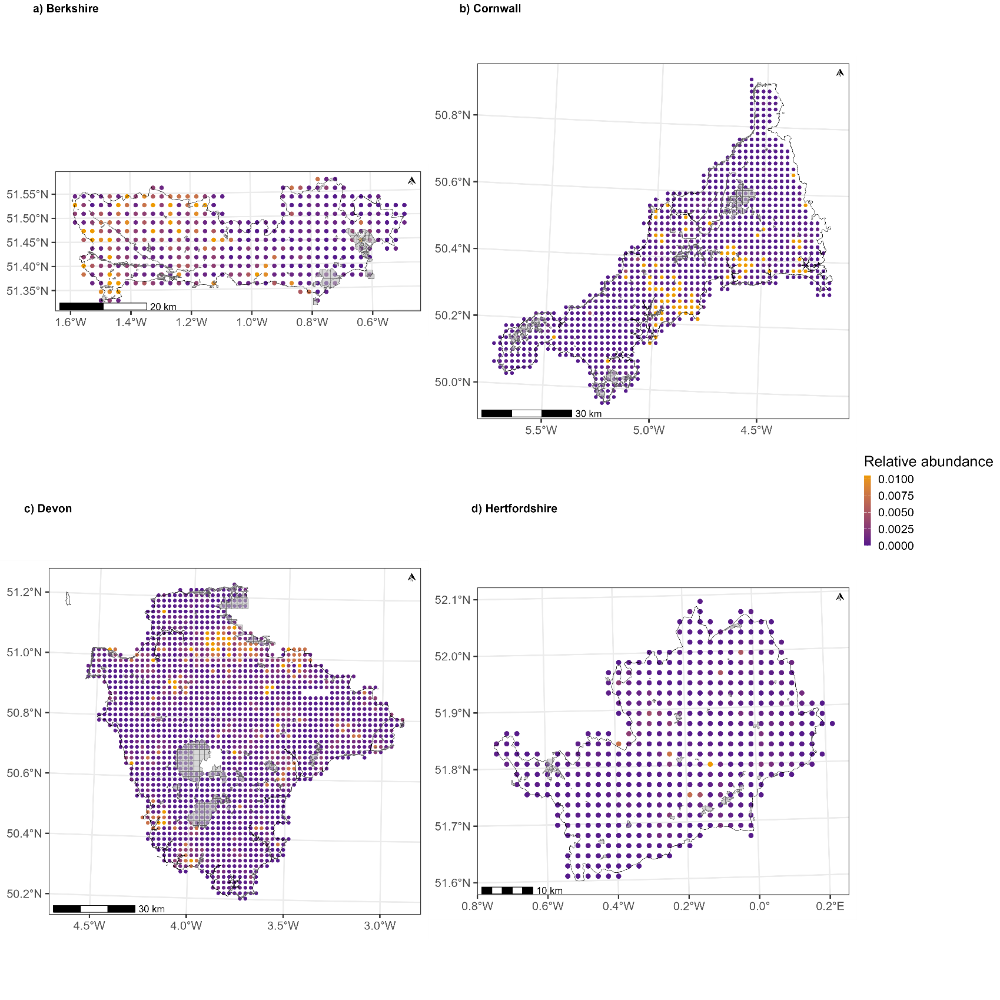 a) Berkshire
51.55°N
51.50°N
51.45°N
51.40°N
51.35°N
20 km
1.6°W 1.4°W 1.2°W 1.0°W 0.8°W 0.6°W
b) Cornwall
50.8°N
50.6°N
50.4°N
50.2°N
50.0°N
30 km
5.5°W 5.0°W 4.5°W
Relative abundance
0.0100
0.0075
0.0050
0.0025
0.0000
c) Devon
51.2°N
51.0°N
50.8°N
50.6°N
50.4°N
50.2°N
30 km
4.5°W 4.0°W 3.5°W 3.0°W
d) Hertfordshire
52.1°N
52.0°N
51.9°N
51.8°N
51.7°N
51.6°N
10 km
0.8°W 0.6°W 0.4°W 0.2°W 0.0° 0.2°E